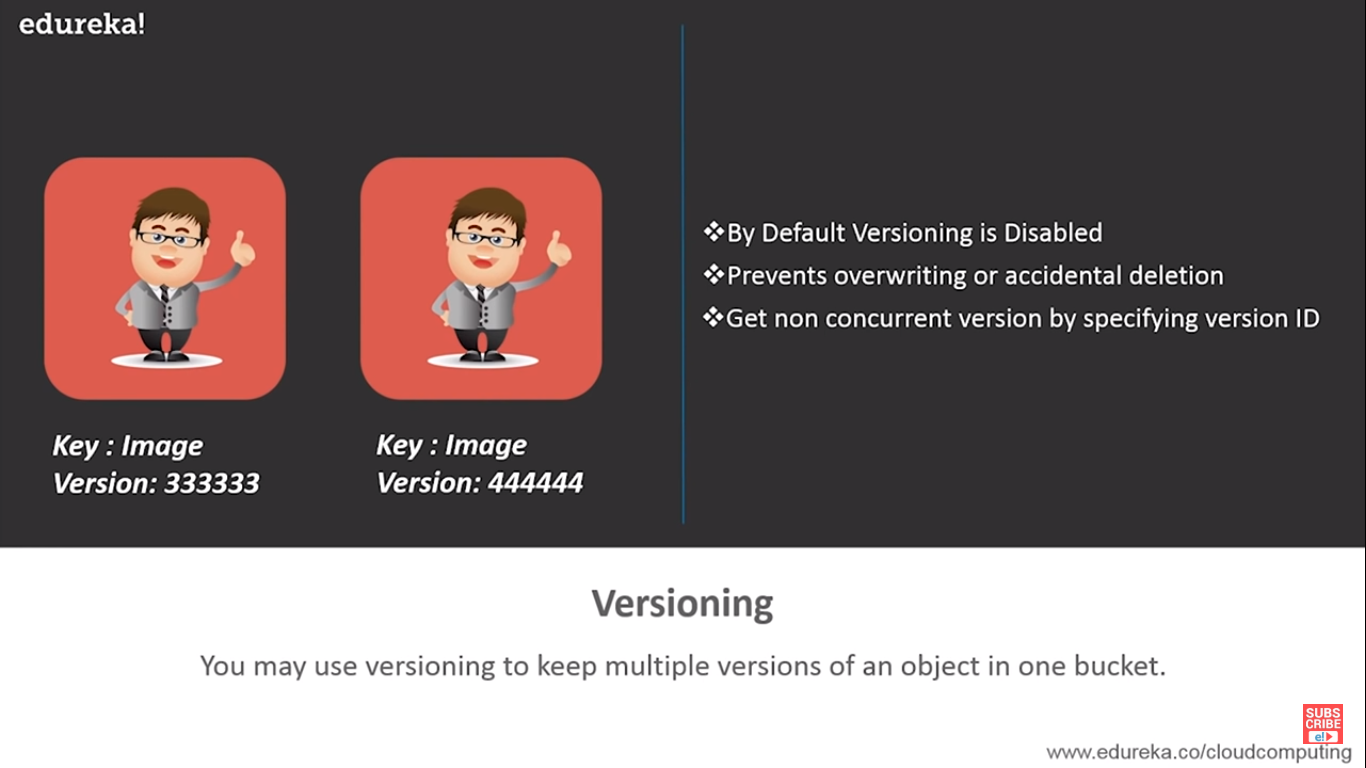 edureka!
Key : Image
Version: 333333
Key : Image
Version: 444444
❖By Default Versioning is Disabled
❖Prevents overwriting or accidental deletion
❖Get non concurrent version by specifying version ID
Versioning
You may use versioning to keep multiple versions of an object in one bucket.
SUBS
CRIBE
e!
www.edureka.co/cloudcomputing